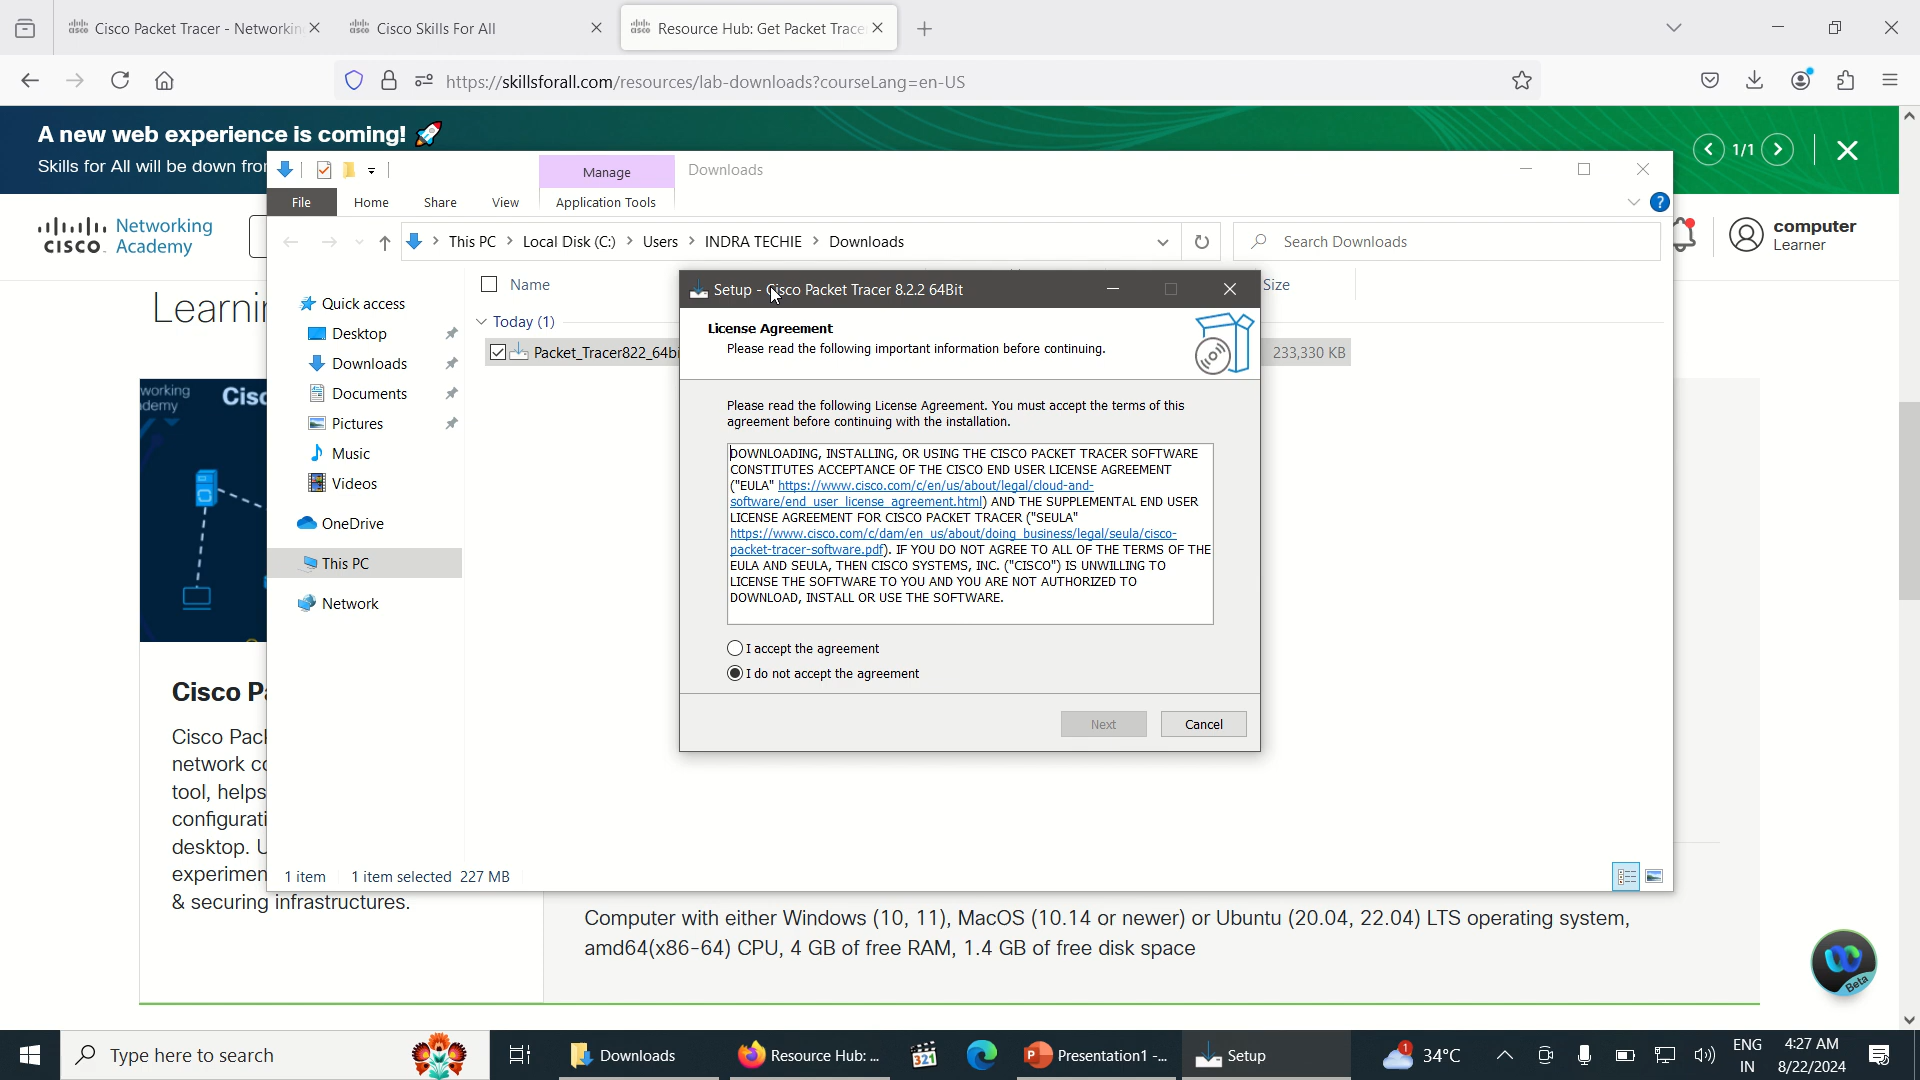 Cisco Packet Tracer - Networkin
Cisco Skills For All
Resource Hub: Get Packet Trace
https://skillsforall.com/resources/lab-downloads?courseLang=en-US
A new web experience is coming! 🚀
Skills for All will be down fro
1/1
Manage
Downloads
File
Home
Share
View
Application Tools
This PC > Local Disk (C:) > Users > INDRA TECHIE > Downloads
Search Downloads
CISCO Networking Academy
computer
Learner
Learnin
Name
Size
Quick access
Desktop
Downloads
Documents
Pictures
Music
Videos
OneDrive
This PC
Network
Today (1)
Packet_Tracer822_64bi
233,330 KB
Setup - Cisco Packet Tracer 8.2.2 64Bit
License Agreement
Please read the following important information before continuing.
Please read the following License Agreement. You must accept the terms of this
agreement before continuing with the installation.
DOWNLOADING, INSTALLING, OR USING THE CISCO PACKET TRACER SOFTWARE
CONSTITUTES ACCEPTANCE OF THE CISCO END USER LICENSE AGREEMENT
("EULA" https://www.cisco.com/c/en/us/about/legal/cloud-and-
software/end_user_license_agreement.html) AND THE SUPPLEMENTAL END USER
LICENSE AGREEMENT FOR CISCO PACKET TRACER ("SEULA"
https://www.cisco.com/c/dam/en_us/about/doing_business/legal/seula/cisco-
packet-tracer-software.pdf). IF YOU DO NOT AGREE TO ALL OF THE TERMS OF THE
EULA AND SEULA, THEN CISCO SYSTEMS, INC. ("CISCO") IS UNWILLING TO
LICENSE THE SOFTWARE TO YOU AND YOU ARE NOT AUTHORIZED TO
DOWNLOAD, INSTALL OR USE THE SOFTWARE.
I accept the agreement
I do not accept the agreement
Next
Cancel
working
demy
Cisc
Cisco Pa
Cisco Pack
network co
tool, helps
configurati
desktop. U
experimen
& securing infrastructures.
1 item
1 item selected 227 MB
Computer with either Windows (10, 11), MacOS (10.14 or newer) or Ubuntu (20.04, 22.04) LTS operating system,
amd64(x86-64) CPU, 4 GB of free RAM, 1.4 GB of free disk space
Beta
Type here to search
Downloads
Resource Hub: ...
321
Presentation1 -...
Setup
1
34°C
ENG
IN
4:27 AM
8/22/2024